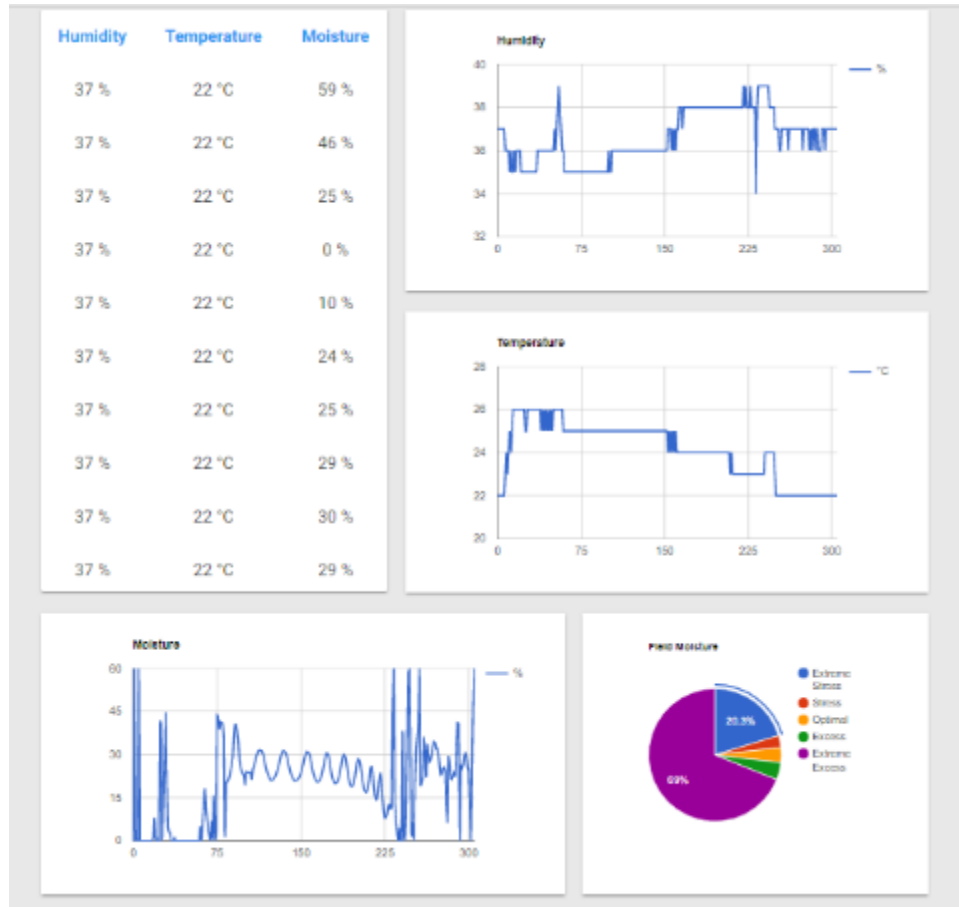 Humidity Temperature Moisture
37 % 22 °C 59 %
37 % 22 °C 46 %
37 % 22 °C 25 %
37 % 22 °C 0 %
37 % 22 °C 10 %
37 % 22 °C 24 %
37 % 22 °C 25 %
37 % 22 °C 29 %
37 % 22 °C 30 %
37 % 22 °C 29 %
Humidity
%
40
38
36
34
32
0 75 150 225 300
Temperature
°C
28
26
24
22
20
0 75 150 225 300
Moisture
%
60
45
30
15
0
0 75 150 225 300
Field Moisture
20.3%
69%
Extreme
Stress
Stress
Optimal
Excess
Extreme
Excess